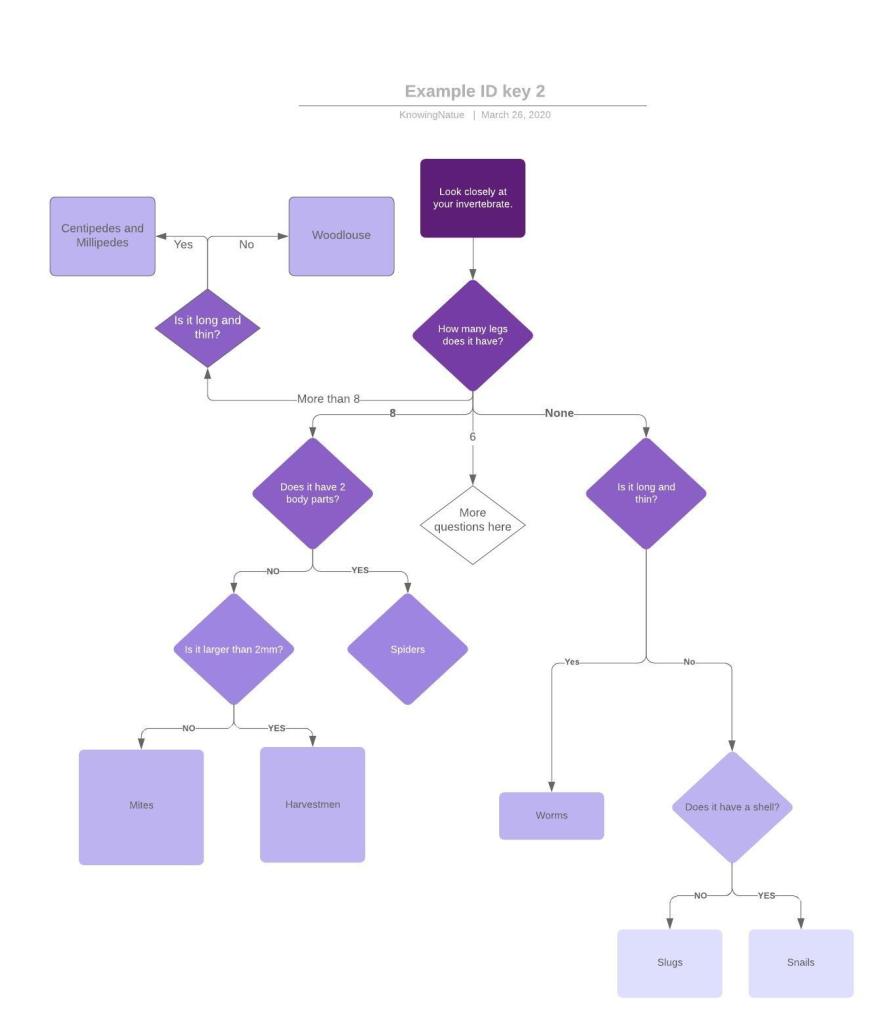 Example ID key 2
KnowingNatue | March 26, 2020
Look closely at
your invertebrate.
Centipedes and
Millipedes
Woodlouse
Yes
No
Is it long and
thin?
How many legs
does it have?
More than 8
8
None
6
Does it have 2
body parts?
More
questions here
Is it long and
thin?
NO
YES
Is it larger than 2mm?
Spiders
Yes
No
NO
YES
Mites
Harvestmen
Worms
Does it have a shell?
NO
YES
Slugs
Snails